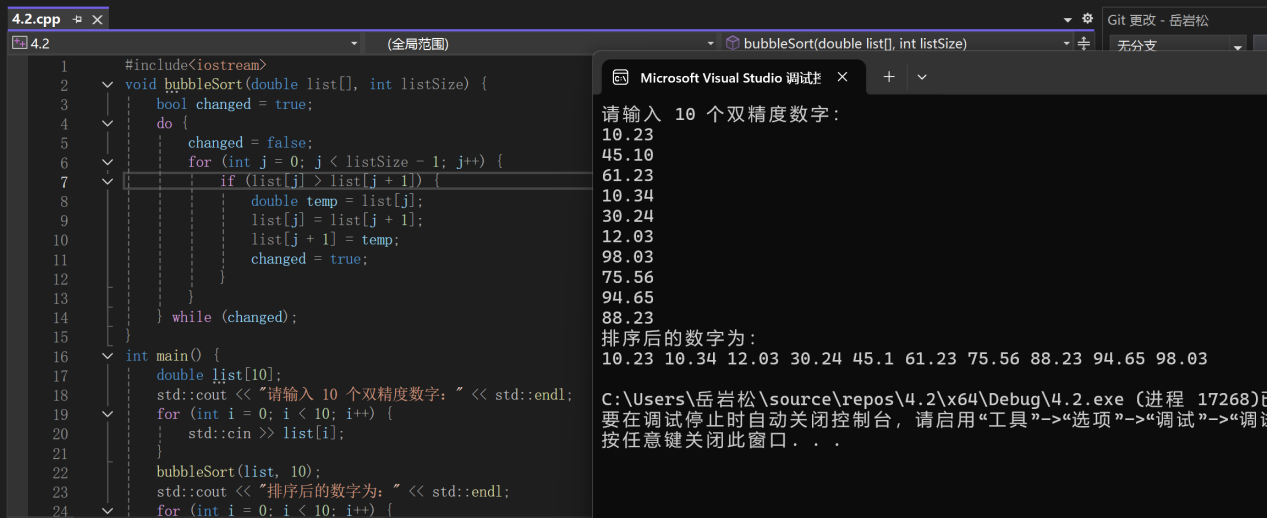 4.2.cpp
Git 更改 - 岳岩松
4.2
(全局范围)
bubbleSort(double list[], int listSize)
无分支
1 #include<iostream>
2 void bubbleSort(double list[], int listSize) {
3 bool changed = true;
4 do {
5 changed = false;
6 for (int j = 0; j < listSize - 1; j++) {
7 if (list[j] > list[j + 1]) {
8 double temp = list[j];
9 list[j] = list[j + 1];
10 list[j + 1] = temp;
11 changed = true;
12 }
13 }
14 } while (changed);
15 }
16 int main() {
17 double list[10];
18 std::cout << "请输入 10 个双精度数字：" << std::endl;
19 for (int i = 0; i < 10; i++) {
20 std::cin >> list[i];
21 }
22 bubbleSort(list, 10);
23 std::cout << "排序后的数字为：" << std::endl;
24 for (int i = 0; i < 10; i++) {
Microsoft Visual Studio 调试控
请输入 10 个双精度数字：
10.23
45.10
61.23
10.34
30.24
12.03
98.03
75.56
94.65
88.23
排序后的数字为：
10.23 10.34 12.03 30.24 45.1 61.23 75.56 88.23 94.65 98.03
C:\Users\岳岩松\source\repos\4.2\x64\Debug\4.2.exe (进程 17268)已
要在调试停止时自动关闭控制台，请启用“工具”->“选项”->“调试”->“调试
按任意键关闭此窗口. . .